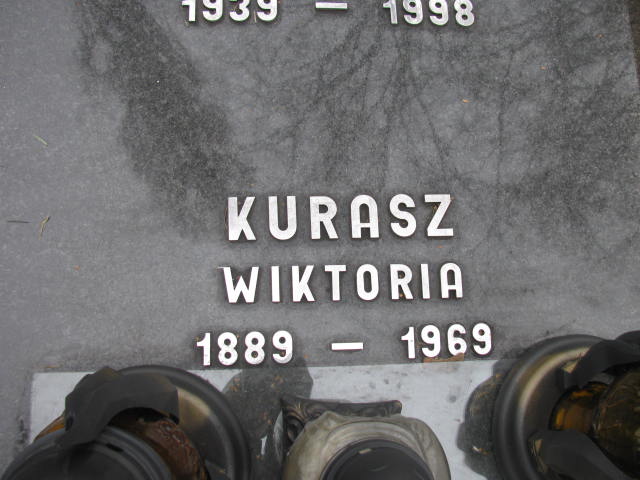 1939 — 1998
KURASZ
WIKTORIA
1889 — 1969